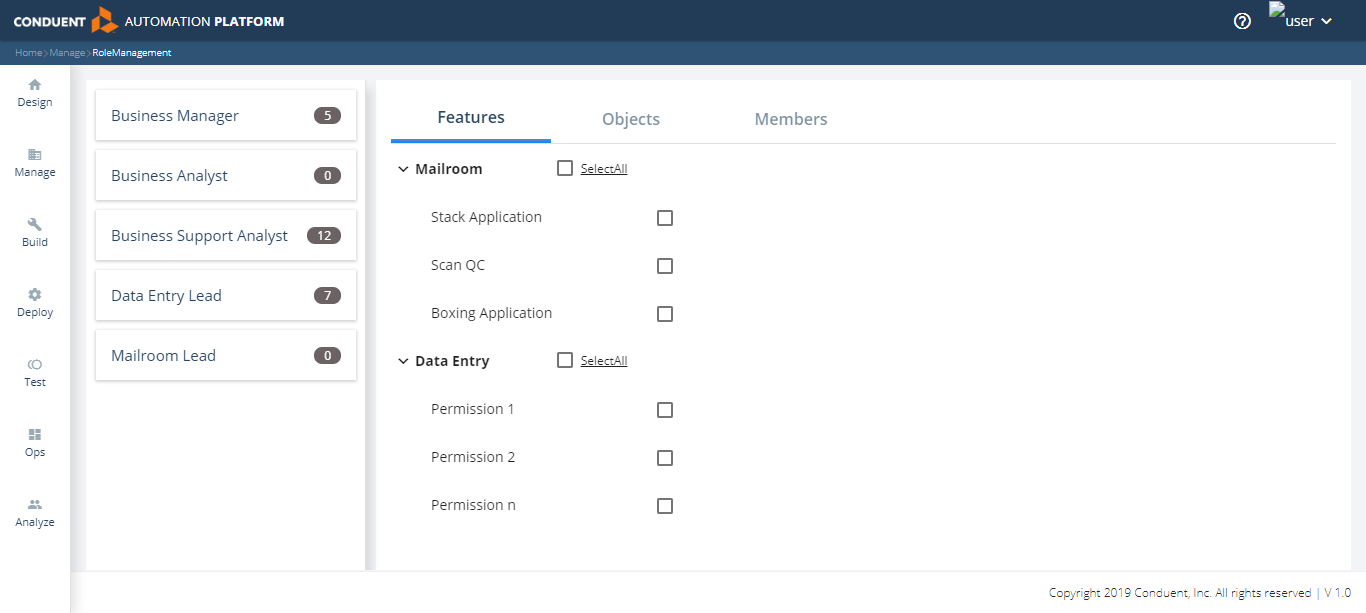 CONDUENT AUTOMATION PLATFORM
user
Home>Manage>RoleManagement
Design
Manage
Build
Deploy
Test
Ops
Analyze
Business Manager 5
Business Analyst 0
Business Support Analyst 12
Data Entry Lead 7
Mailroom Lead 0
Features Objects Members
Mailroom SelectAll
Stack Application
Scan QC
Boxing Application
Data Entry SelectAll
Permission 1
Permission 2
Permission n
Copyright 2019 Conduent, Inc. All rights reserved | V 1.0